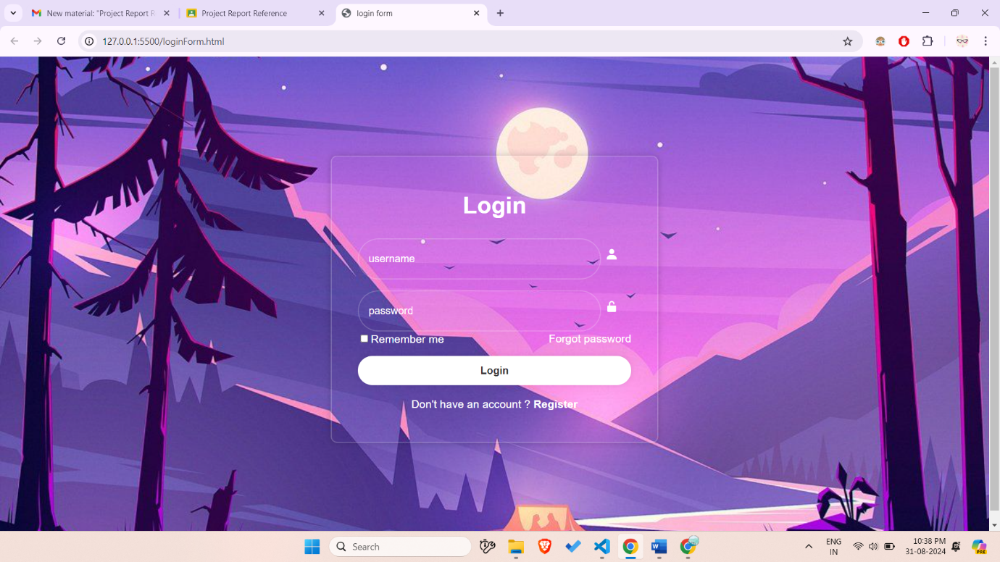 New material: "Project Report R
Project Report Reference
login form
127.0.0.1:5500/loginForm.html
Login
username
password
Remember me
Forgot password
Login
Don't have an account ? Register
Search
ENG
IN
10:38 PM
31-08-2024
PRE